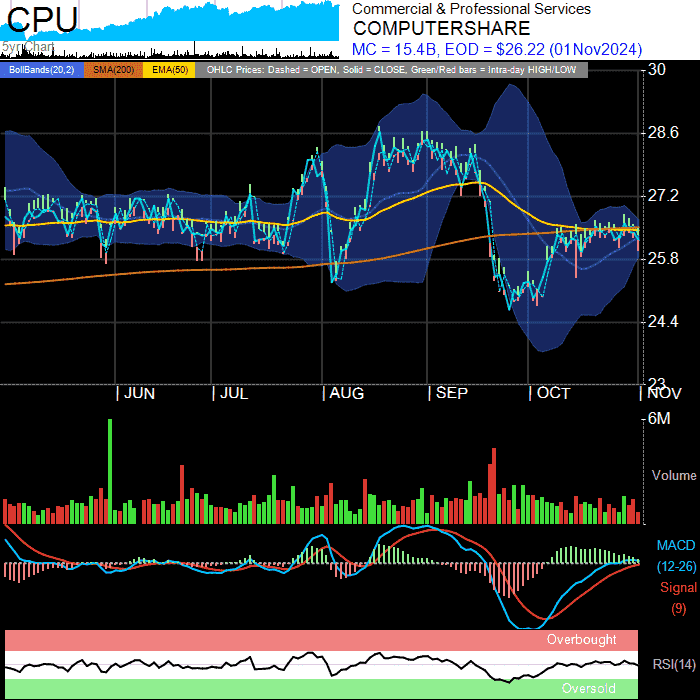 CPU
5yr Chart
Commercial & Professional Services
COMPUTERSHARE
MC = 15.4B, EOD = $26.22 (01Nov2024)
BollBands(20,2) SMA(200) EMA(50) OHLC Prices: Dashed = OPEN, Solid = CLOSE, Green/Red bars = Intra-day HIGH/LOW
30
28.6
27.2
25.8
24.4
23
| JUN | JUL | AUG | SEP | OCT | NOV
6M
Volume
MACD
(12-26)
Signal
(9)
Overbought
RSI(14)
Oversold